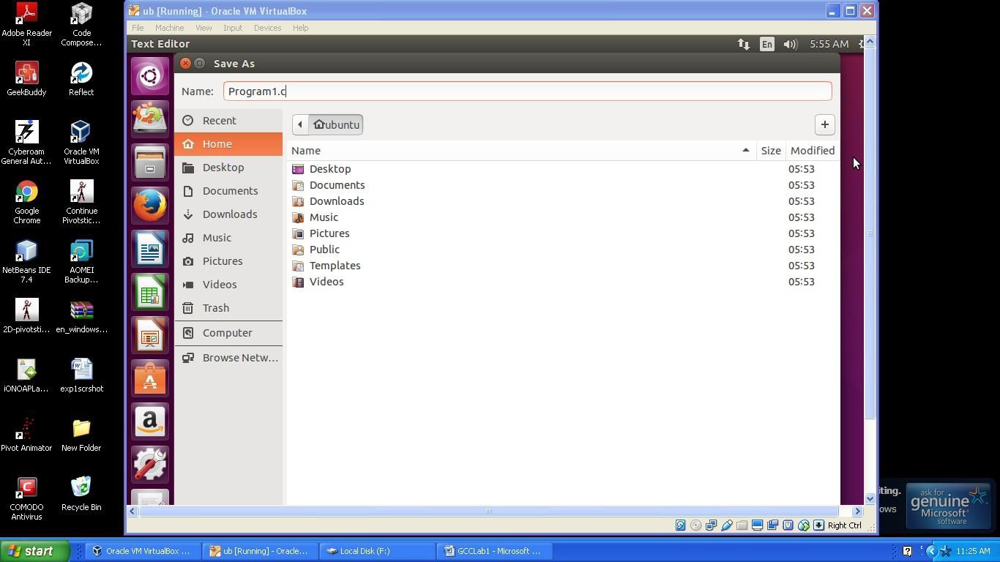 Adobe Reader
XI
Code
Compose...
GeekBuddy
Reflect
Cyberoam
General Aut...
Oracle VM
VirtualBox
Google
Chrome
Continue
Pivotstic...
NetBeans IDE
7.4
AOMEI
Backup...
2D-pivotsti...
en_windows...
iONOAPLa...
exp1scrshot
Pivot Animator
New Folder
COMODO
Antivirus
Recycle Bin
ub [Running] - Oracle VM VirtualBox
File Machine View Input Devices Help
Text Editor En 5:55 AM
Save As
Name: Program1.c
Recent
Home
Desktop
Documents
Downloads
Music
Pictures
Videos
Trash
Computer
Browse Netw...
ubuntu
Name Size Modified
Desktop 05:53
Documents 05:53
Downloads 05:53
Music 05:53
Pictures 05:53
Public 05:53
Templates 05:53
Videos 05:53
Right Ctrl
iting.
ows
ask for
genuine
Microsoft
software
start Oracle VM VirtualBox ... ub [Running] - Oracle... Local Disk (F:) GCCLab1 - Microsoft ... 11:25 AM